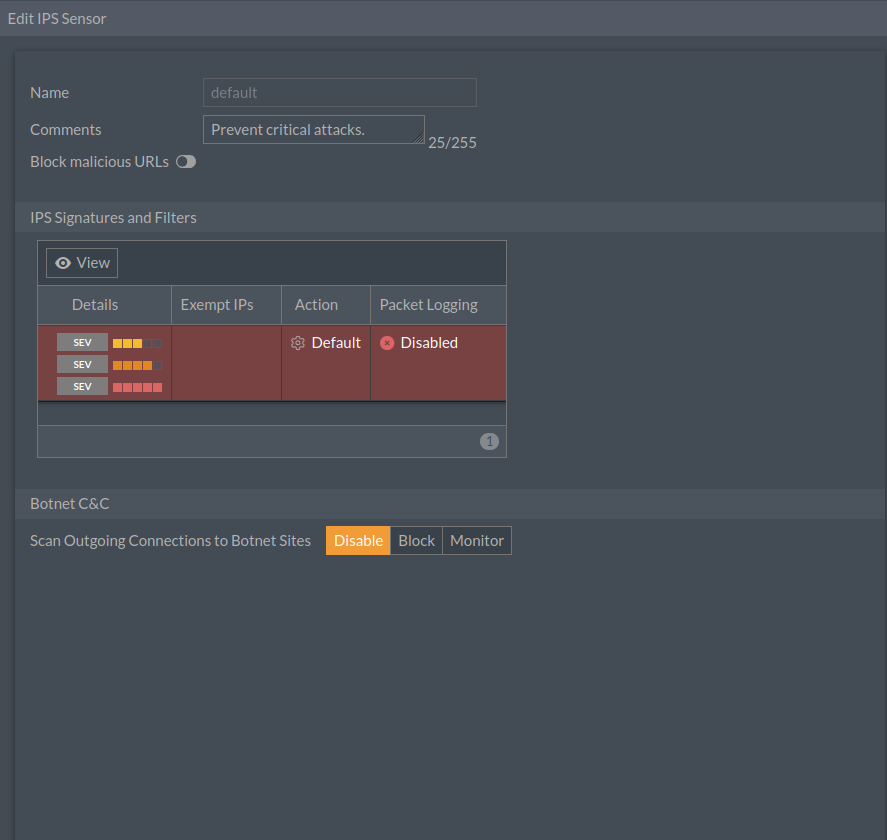 Edit IPS Sensor
Name default
Comments Prevent critical attacks. 25/255
Block malicious URLs
IPS Signatures and Filters
View
Details Exempt IPs Action Packet Logging
SEV Default Disabled
SEV
SEV
1
Botnet C&C
Scan Outgoing Connections to Botnet Sites Disable Block Monitor